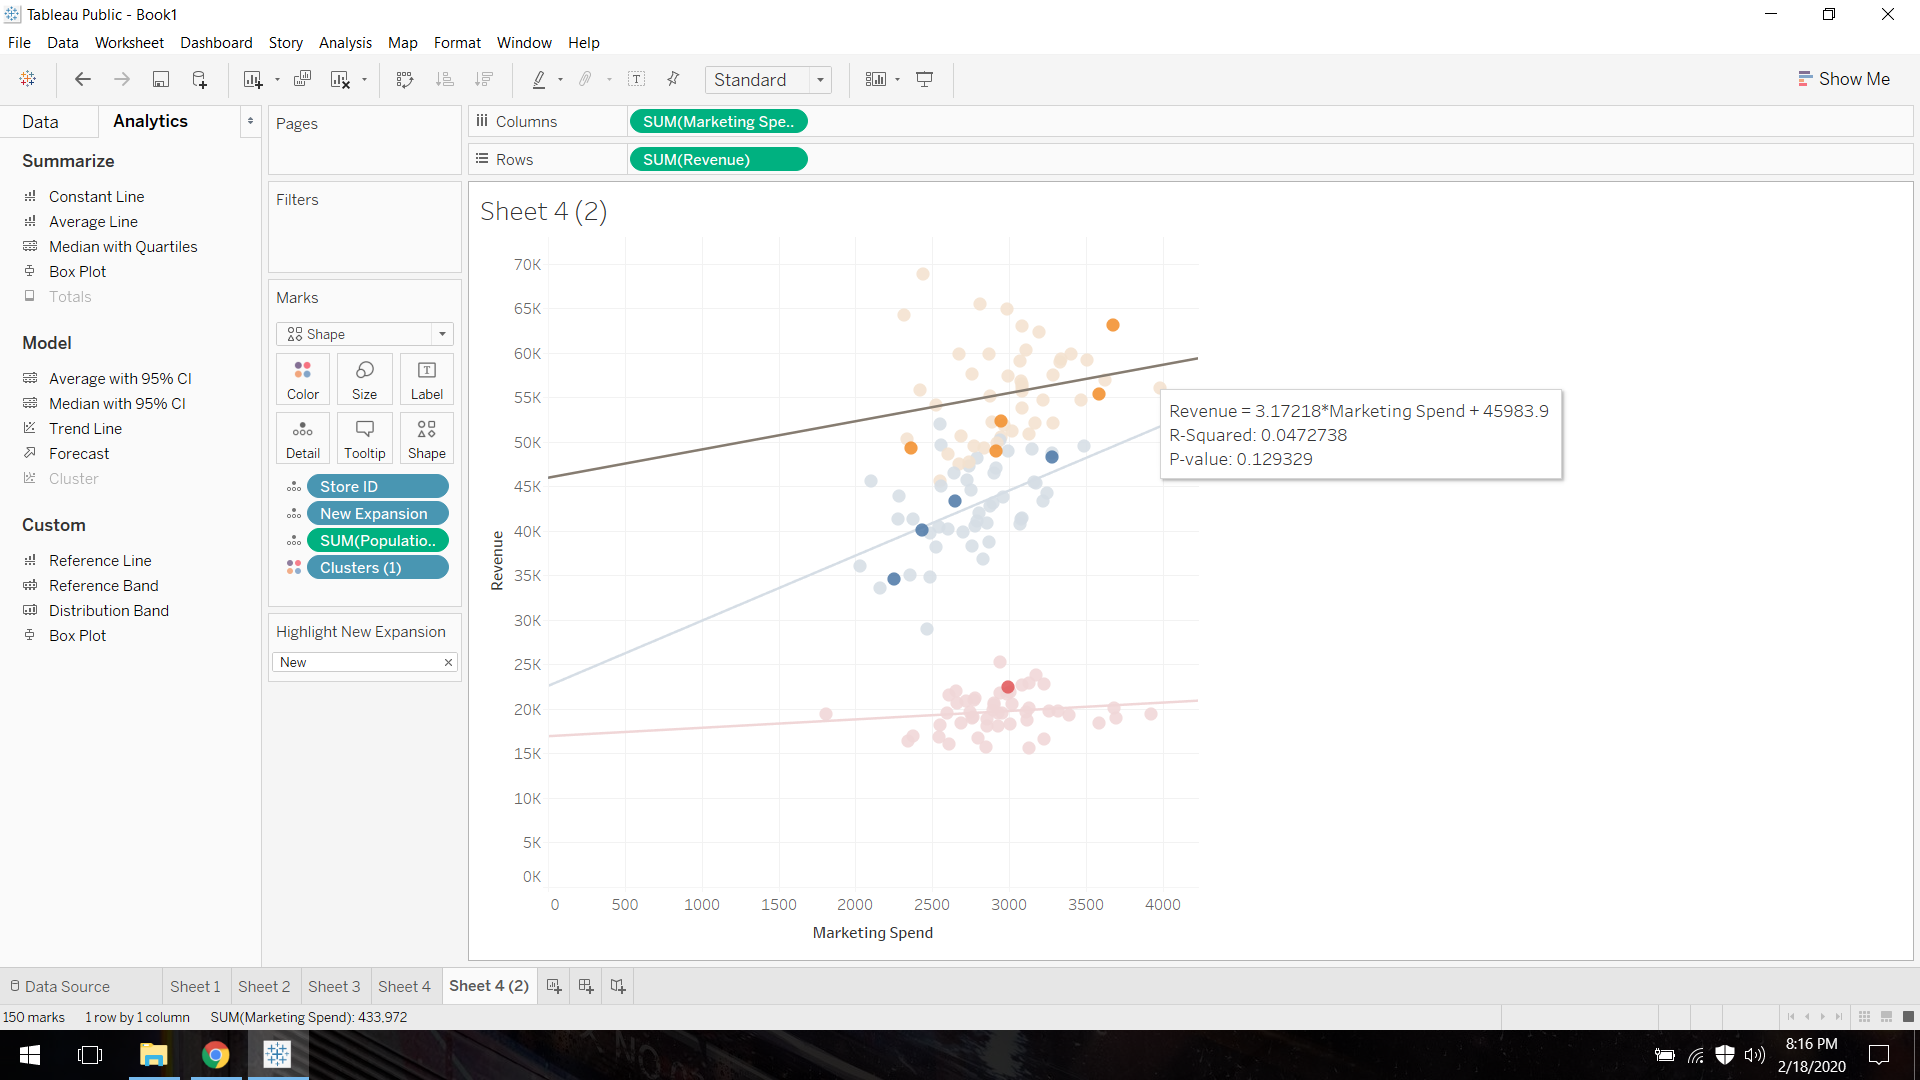 Tableau Public - Book1
File Data Worksheet Dashboard Story Analysis Map Format Window Help
Standard
Show Me
Data Analytics
Summarize
Constant Line
Average Line
Median with Quartiles
Box Plot
Totals
Model
Average with 95% CI
Median with 95% CI
Trend Line
Forecast
Cluster
Custom
Reference Line
Reference Band
Distribution Band
Box Plot
Pages
Filters
Marks
Shape
Color Size Label
Detail Tooltip Shape
Store ID
New Expansion
SUM(Populatio..
Clusters (1)
Highlight New Expansion
New
Columns SUM(Marketing Spe..
Rows SUM(Revenue)
Sheet 4 (2)
70K
65K
60K
55K
50K
45K
40K
35K
30K
25K
20K
15K
10K
5K
0K
Revenue
0 500 1000 1500 2000 2500 3000 3500 4000
Marketing Spend
Revenue = 3.17218*Marketing Spend + 45983.9
R-Squared: 0.0472738
P-value: 0.129329
Data Source Sheet 1 Sheet 2 Sheet 3 Sheet 4 Sheet 4 (2)
150 marks 1 row by 1 column SUM(Marketing Spend): 433,972
8:16 PM
2/18/2020